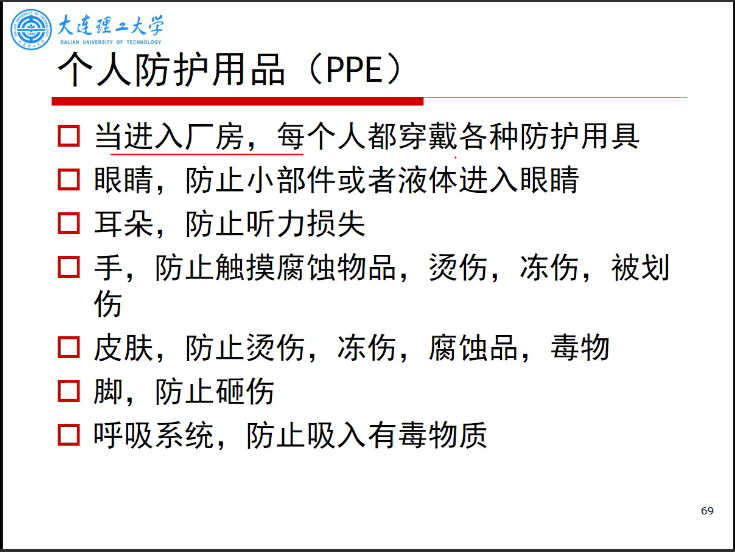 大连理工大学
DALIAN UNIVERSITY OF TECHNOLOGY
个人防护用品（PPE）
当进入厂房，每个人都穿戴各种防护用具
眼睛，防止小部件或者液体进入眼睛
耳朵，防止听力损失
手，防止触摸腐蚀物品，烫伤，冻伤，被划
伤
皮肤，防止烫伤，冻伤，腐蚀品，毒物
脚，防止砸伤
呼吸系统，防止吸入有毒物质
69